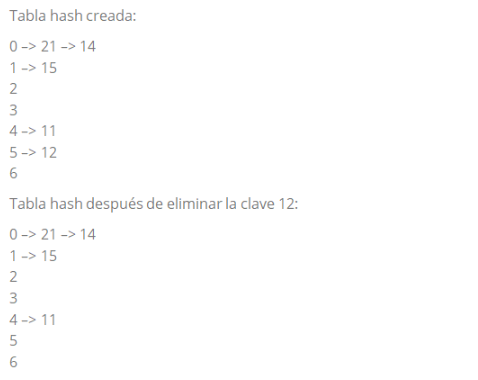 Tabla hash creada:
0 –> 21 –> 14
1 –> 15
2
3
4 –> 11
5 –> 12
6
Tabla hash después de eliminar la clave 12:
0 –> 21 –> 14
1 –> 15
2
3
4 –> 11
5
6